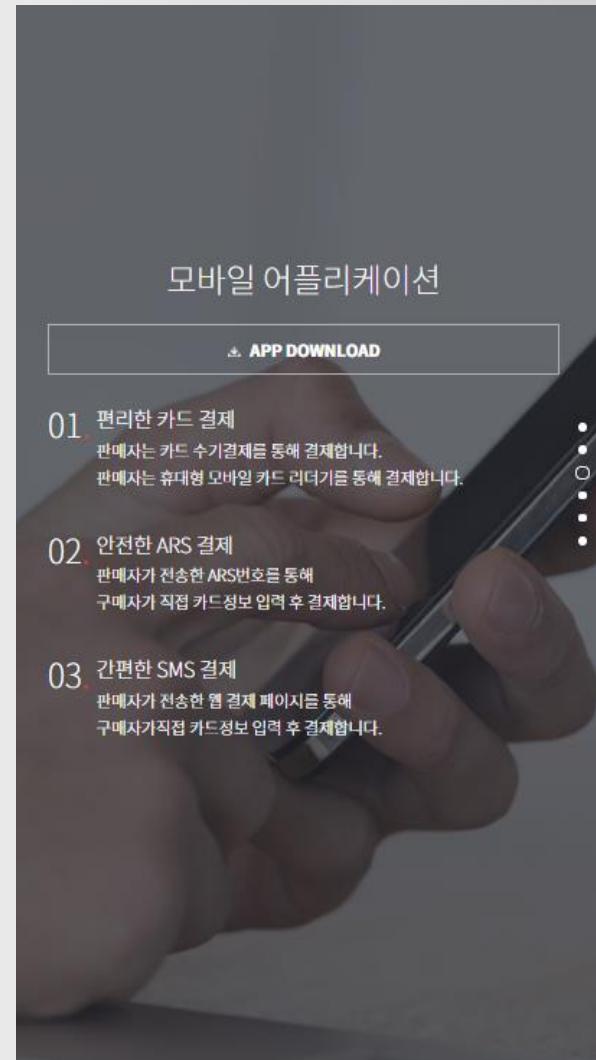 모바일 어플리케이션
APP DOWNLOAD
01.
편리한 카드 결제
판매자는 카드 수기결제를 통해 결제합니다.
판매자는 휴대형 모바일 카드 리더기를 통해 결제합니다.
02.
안전한 ARS 결제
판매자가 전송한 ARS번호를 통해
구매자가 직접 카드정보 입력 후 결제합니다.
03.
간편한 SMS 결제
판매자가 전송한 웹 결제 페이지를 통해
구매자가직접 카드정보 입력 후 결제합니다.